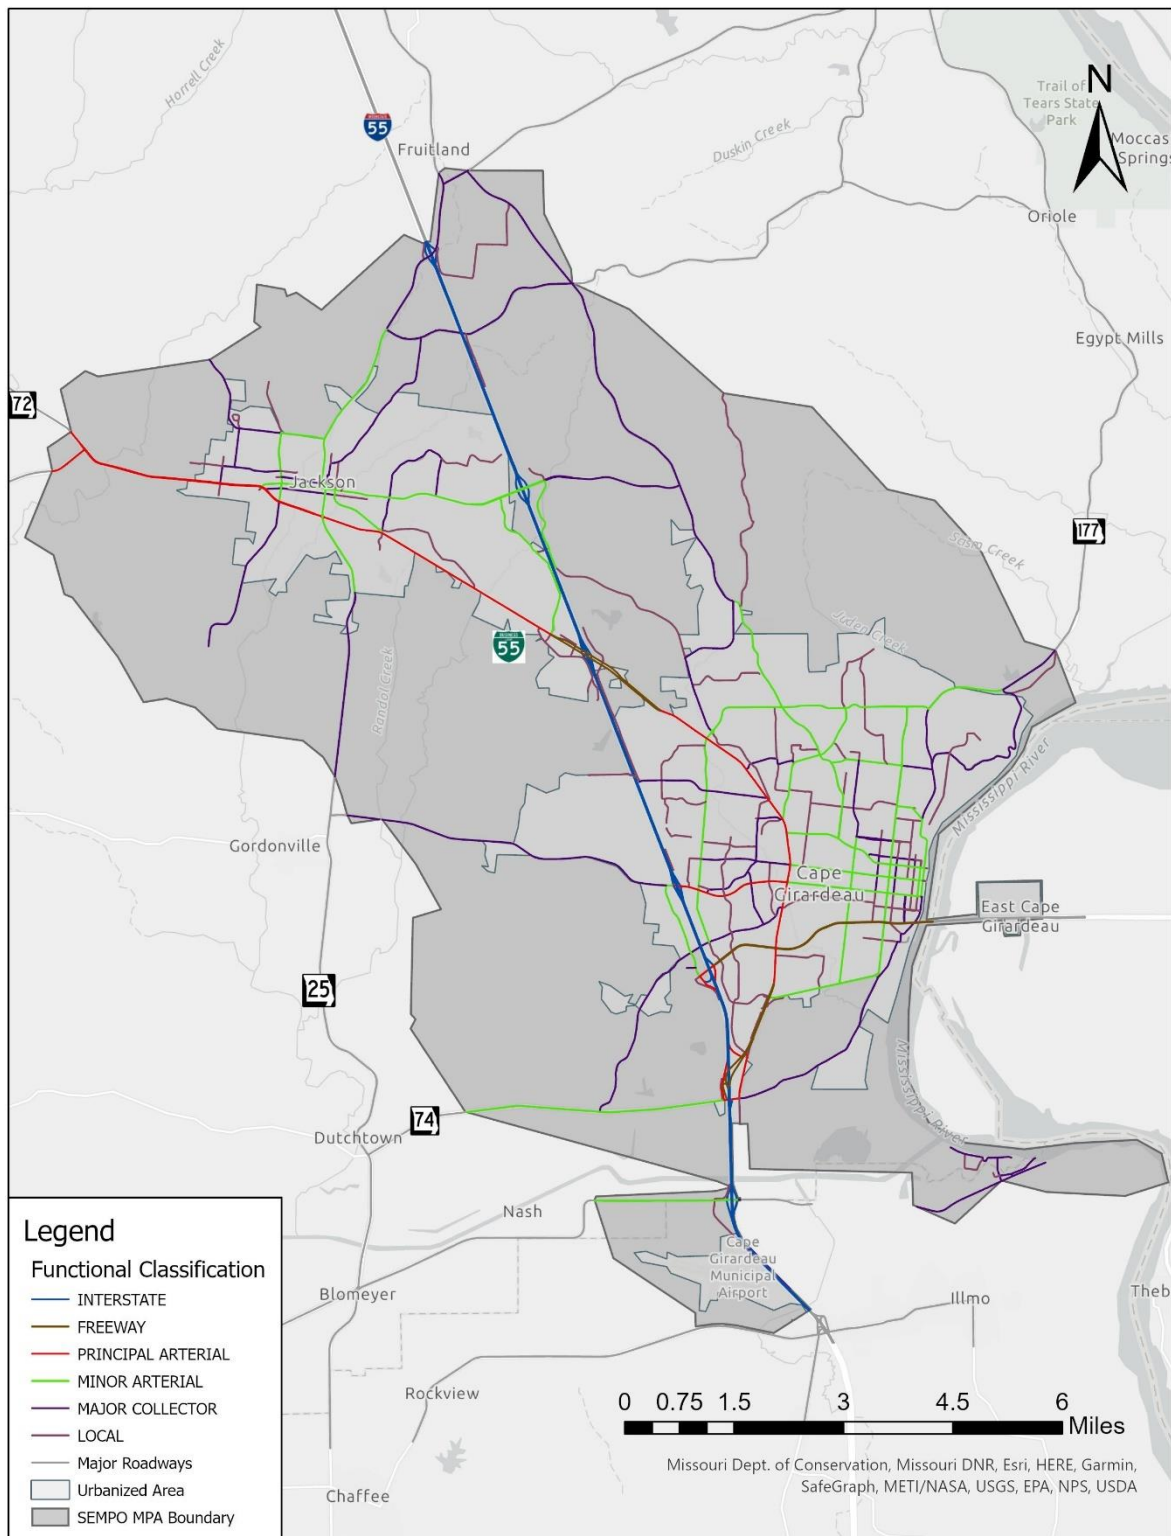 Horrell Creek
INTERSTATE
55
Fruitland
Duskin Creek
Trail of
Tears State
Park
N
Moccas
Springs
Oriole
Egypt Mills
72
Jackson
177
Sasin Creek
Juden Creek
BUSINESS
55
Randol Creek
Mississippi River
Gordonville
Cape
Girardeau
East Cape
Girardeau
25
Mississippi River
74
Dutchtown
Nash
Cape
Girardeau
Municipal
Airport
Blomeyer
Illmo
Theb
Rockview
Chaffee
Legend
Functional Classification
INTERSTATE
FREEWAY
PRINCIPAL ARTERIAL
MINOR ARTERIAL
MAJOR COLLECTOR
LOCAL
Major Roadways
Urbanized Area
SEMPO MPA Boundary
0 0.75 1.5 3 4.5 6
Miles
Missouri Dept. of Conservation, Missouri DNR, Esri, HERE, Garmin,
SafeGraph, METI/NASA, USGS, EPA, NPS, USDA